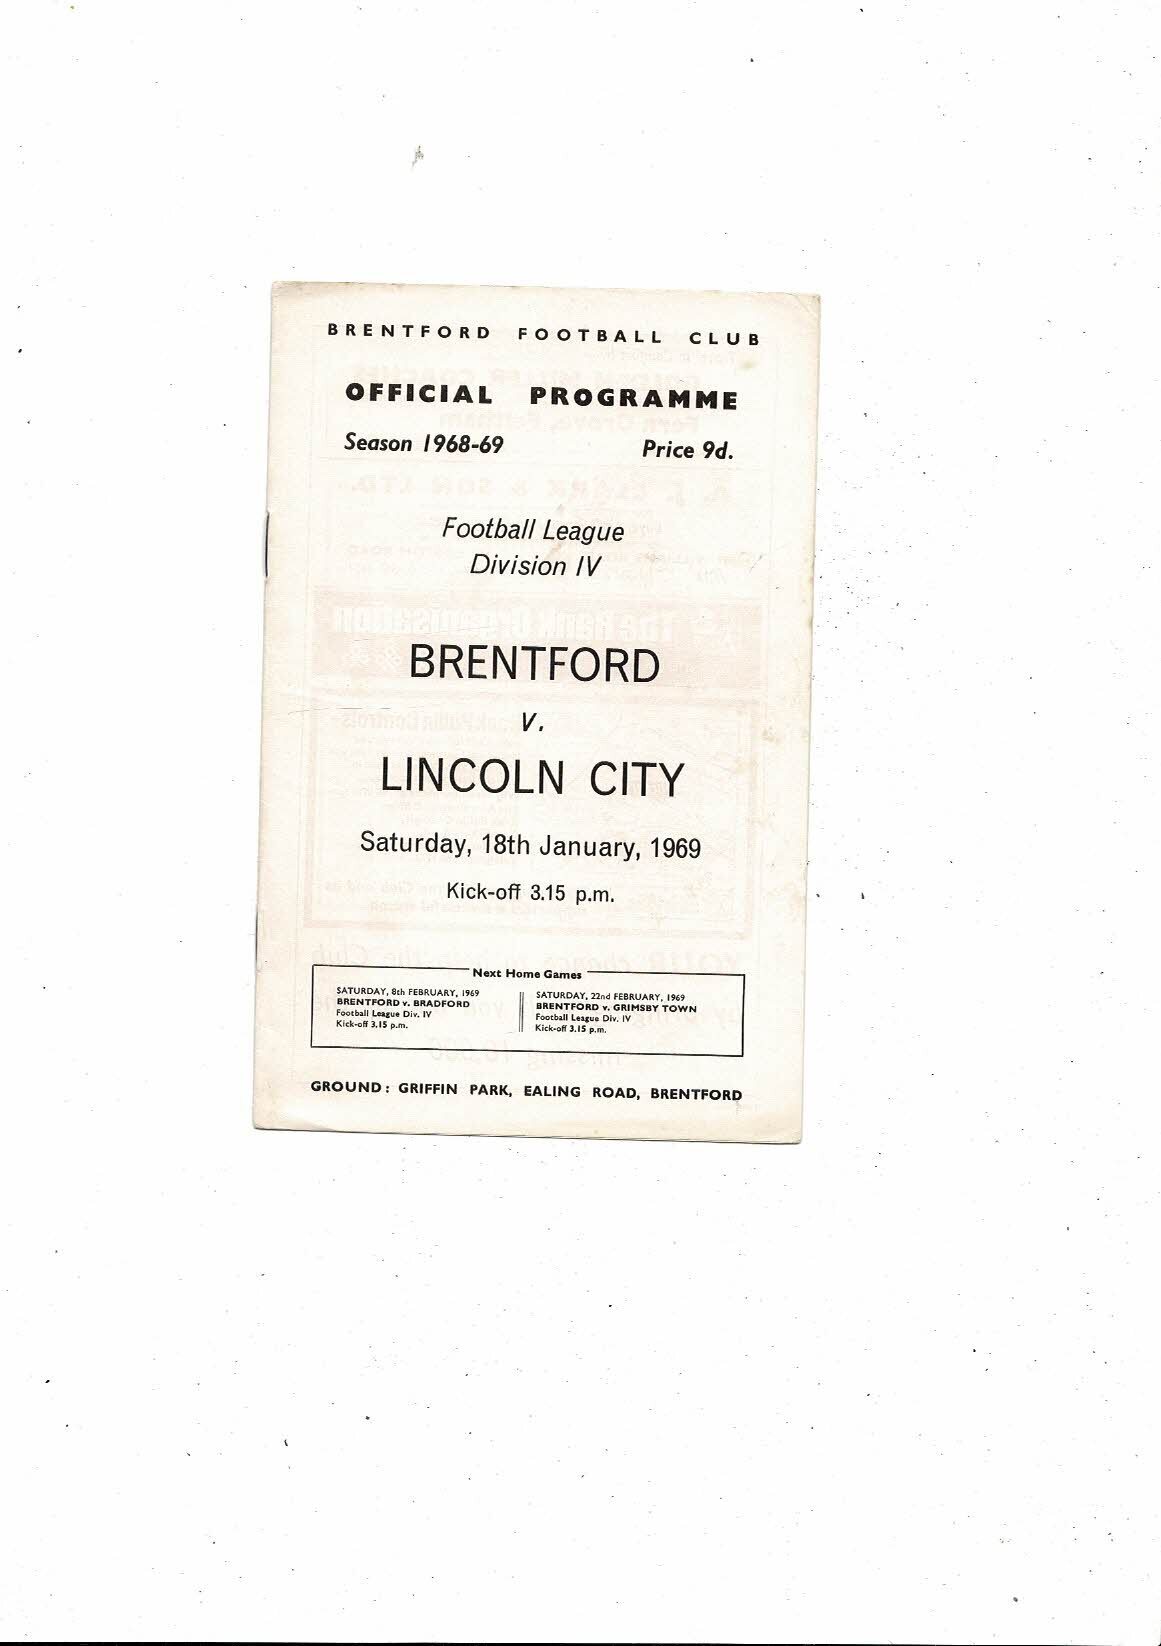 BRENTFORD FOOTBALL CLUB
OFFICIAL PROGRAMME
Season 1968-69 Price 9d.
Football League
Division IV
BRENTFORD
v.
LINCOLN CITY
Saturday, 18th January, 1969
Kick-off 3.15 p.m.
Next Home Games
SATURDAY, 8th FEBRUARY, 1969
BRENTFORD v. BRADFORD
Football League Div. IV
Kick-off 3.15 p.m.
SATURDAY, 22nd FEBRUARY, 1969
BRENTFORD v. GRIMSBY TOWN
Football League Div. IV
Kick-off 3.15 p.m.
GROUND: GRIFFIN PARK, EALING ROAD, BRENTFORD